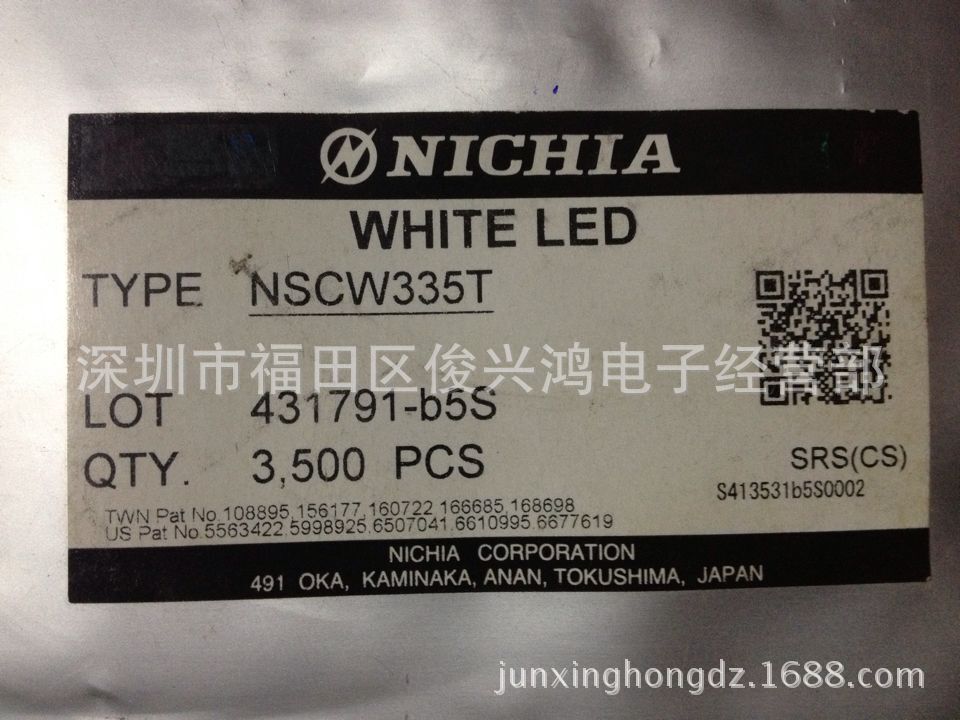 NICHIA
WHITE LED
TYPE NSCW335T
深圳市福田区俊兴鸿电子经营部
LOT 431791-b5S
QTY. 3,500 PCS
SRS(CS)
S413531b5S0002
TWN Pat No.108895,156177,160722,166685,168698
US Pat No.5563422,5998925,6507041,6610995,6677619
NICHIA CORPORATION
491 OKA, KAMINAKA, ANAN, TOKUSHIMA, JAPAN
junxinghongdz.1688.com